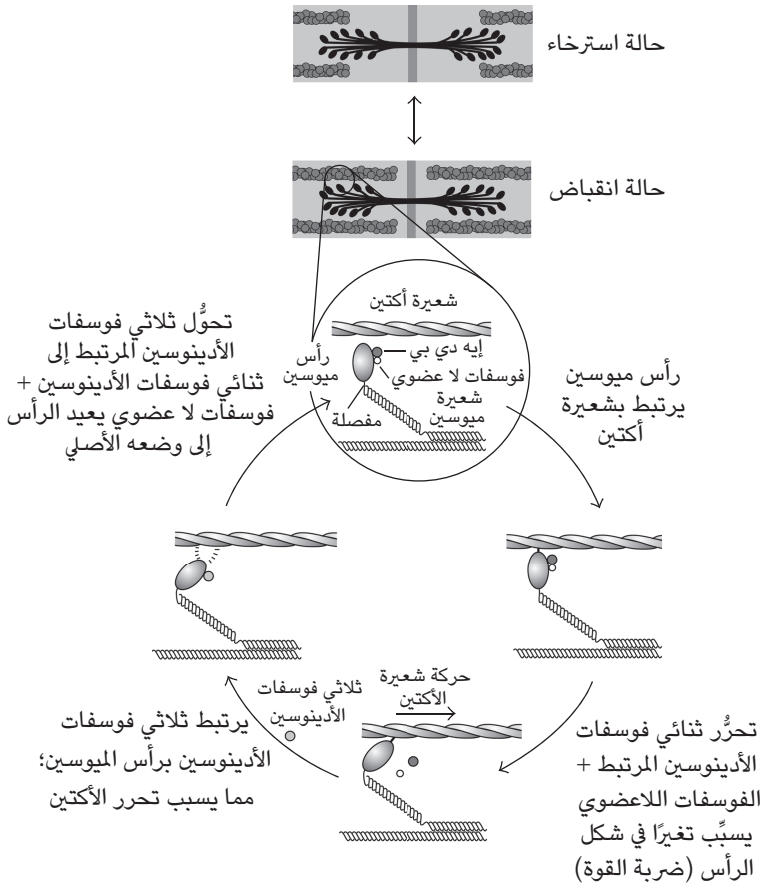 حالة استرخاء
حالة انقباض
شعيرة أكتين
إيه دي بي
رأس
ميوسين
فوسفات لا عضوي
شعيرة
ميوسين
مفصلة
رأس ميوسين
يرتبط بشعيرة
أكتين
تحرُّر ثنائي فوسفات
الأدينوسين المرتبط +
الفوسفات اللاعضوي
يسبِّب تغيرًا في شكل
الرأس (ضربة القوة)
حركة شعيرة
الأكتين
ثلاثي فوسفات
الأدينوسين
يرتبط ثلاثي فوسفات
الأدينوسين برأس الميوسين؛
مما يسبب تحرر الأكتين
تحوُّل ثلاثي فوسفات
الأدينوسين المرتبط إلى
ثنائي فوسفات الأدينوسين +
فوسفات لا عضوي يعيد الرأس
إلى وضعه الأصلي